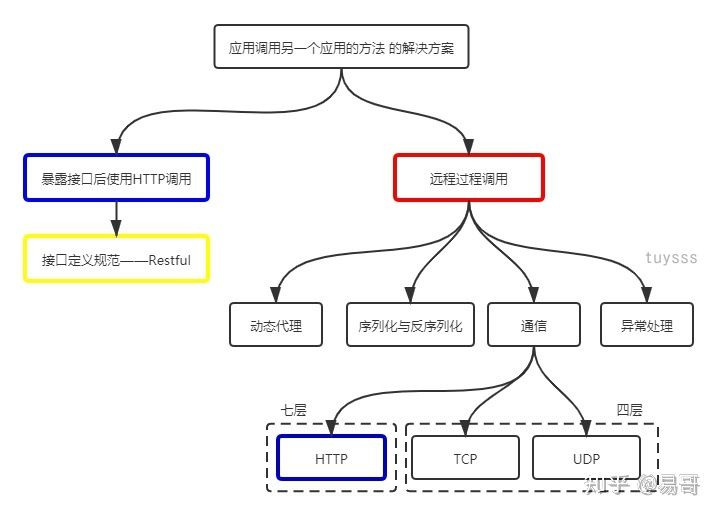 应用调用另一个应用的方法 的解决方案
暴露接口后使用HTTP调用
远程过程调用
接口定义规范——Restful
tuysss
动态代理
序列化与反序列化
通信
异常处理
七层
四层
HTTP
TCP
UDP
知乎 @易哥